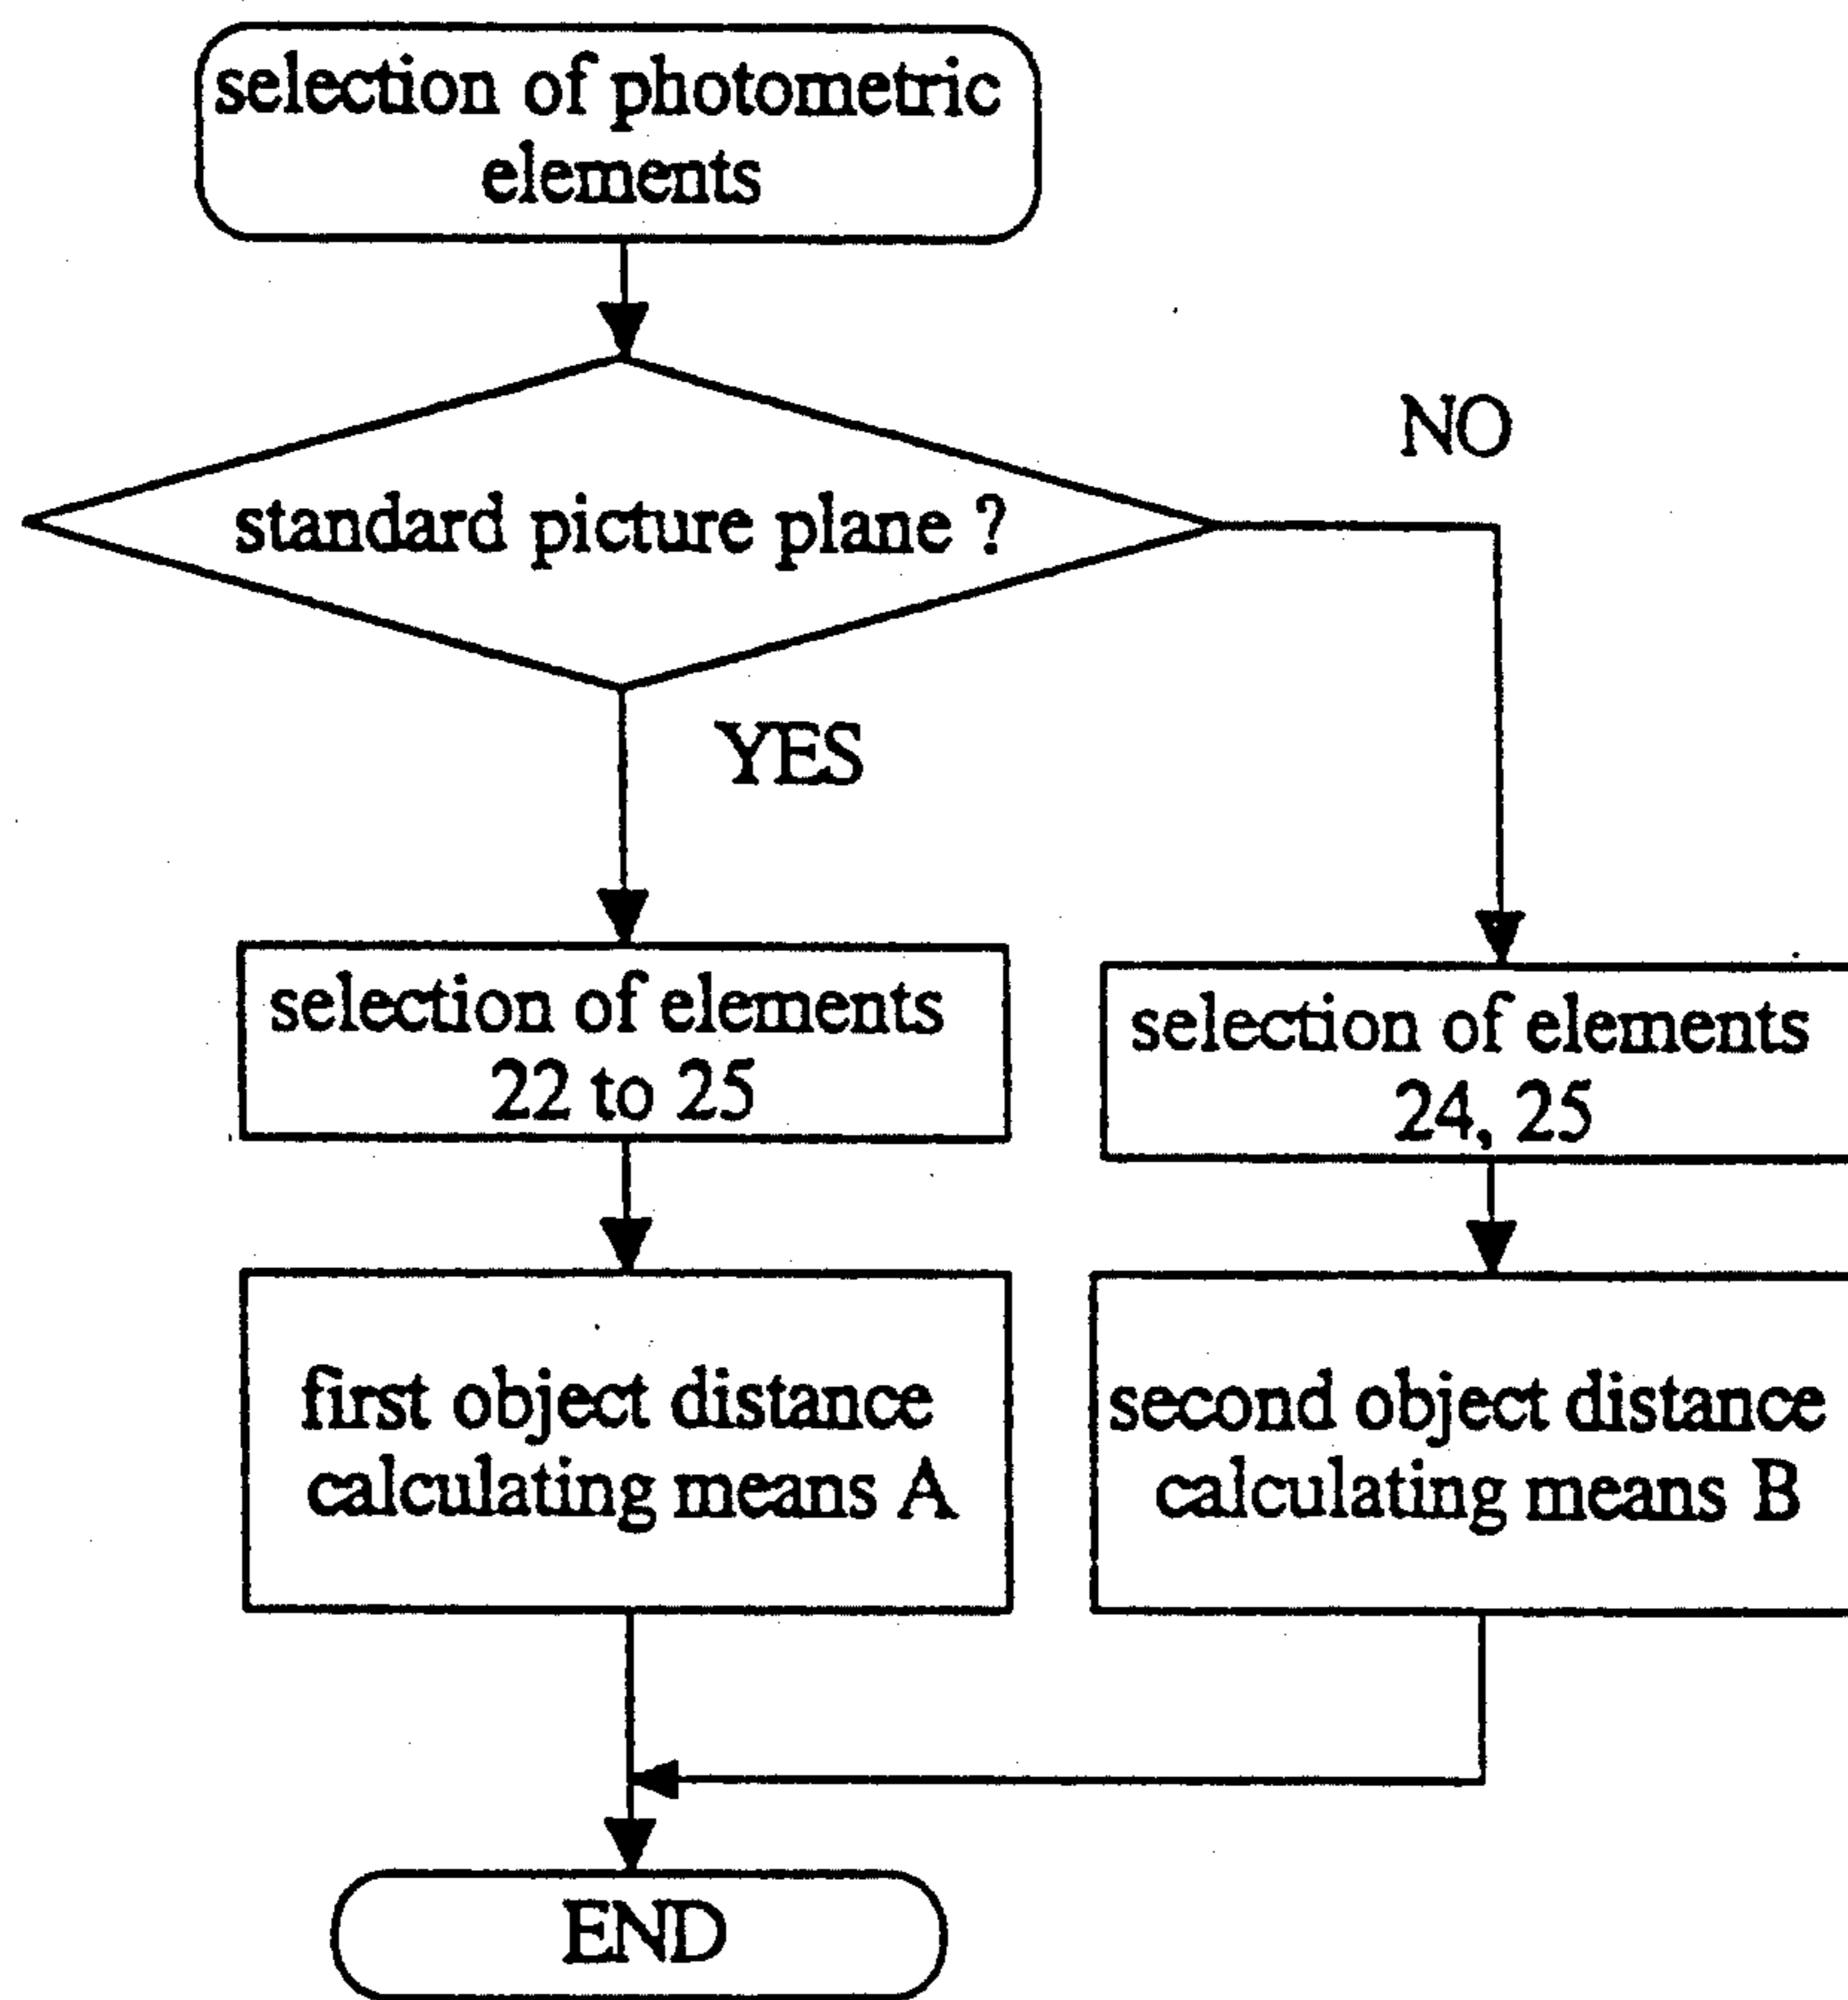 selection of photometric
elements
standard picture plane ?
NO
YES
selection of elements
22 to 25
selection of elements
24, 25
first object distance
calculating means A
second object distance
calculating means B
END